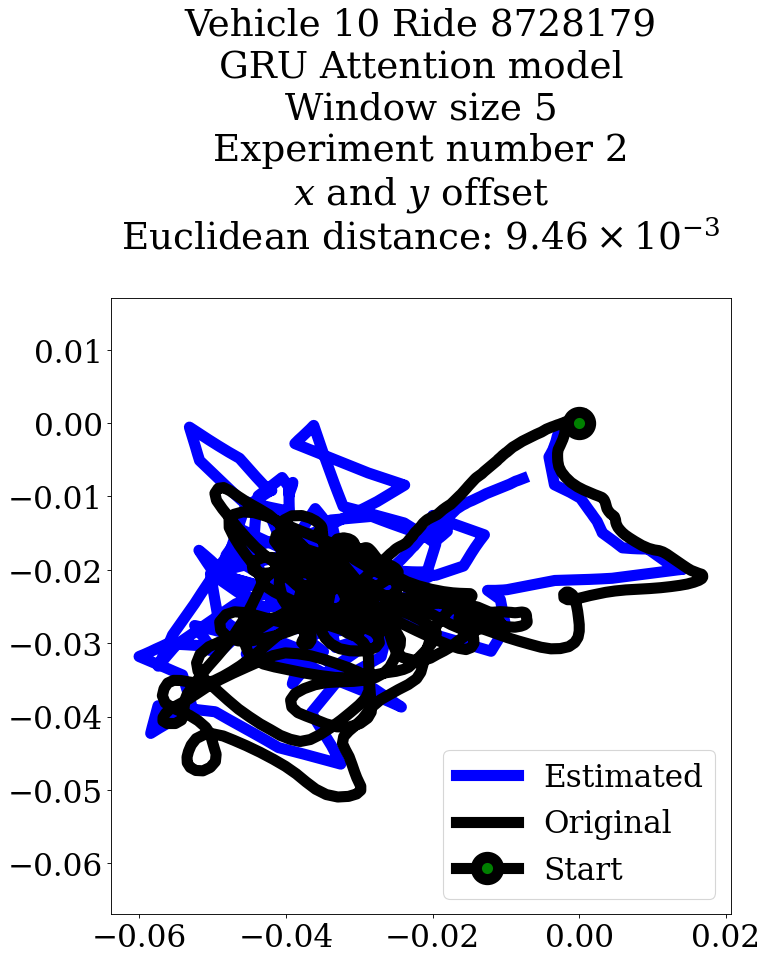 Vehicle 10 Ride 8728179
GRU Attention model
Window size 5
Experiment number 2
x and y offset
Euclidean distance: 9.46 × 10⁻³
0.01
0.00
−0.01
−0.02
−0.03
−0.04
−0.05
−0.06
Estimated
Original
Start
−0.06
−0.04
−0.02
0.00
0.02